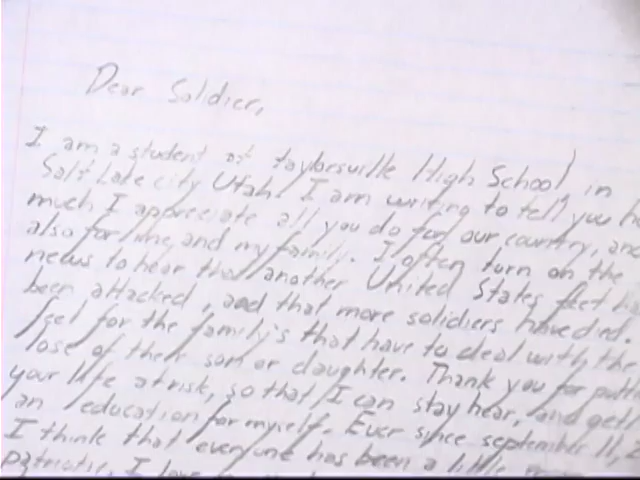 Dear Soldier,
I am a student at taylorsville High School in
Salt Lake city Utah. I am writing to tell you
much I appreciate all you do for our country, and
also for me, and my family. I often turn on the
news to hear that another United States fleet
been attacked, and that more solidiers have died.
feel for the family's that have to deal with the
lose of their son or daughter. Thank you for
your life at risk, so that I can stay hear, and get
an education for myself. Ever since september 11,
I think that everyone has been a little
patriotic. I love